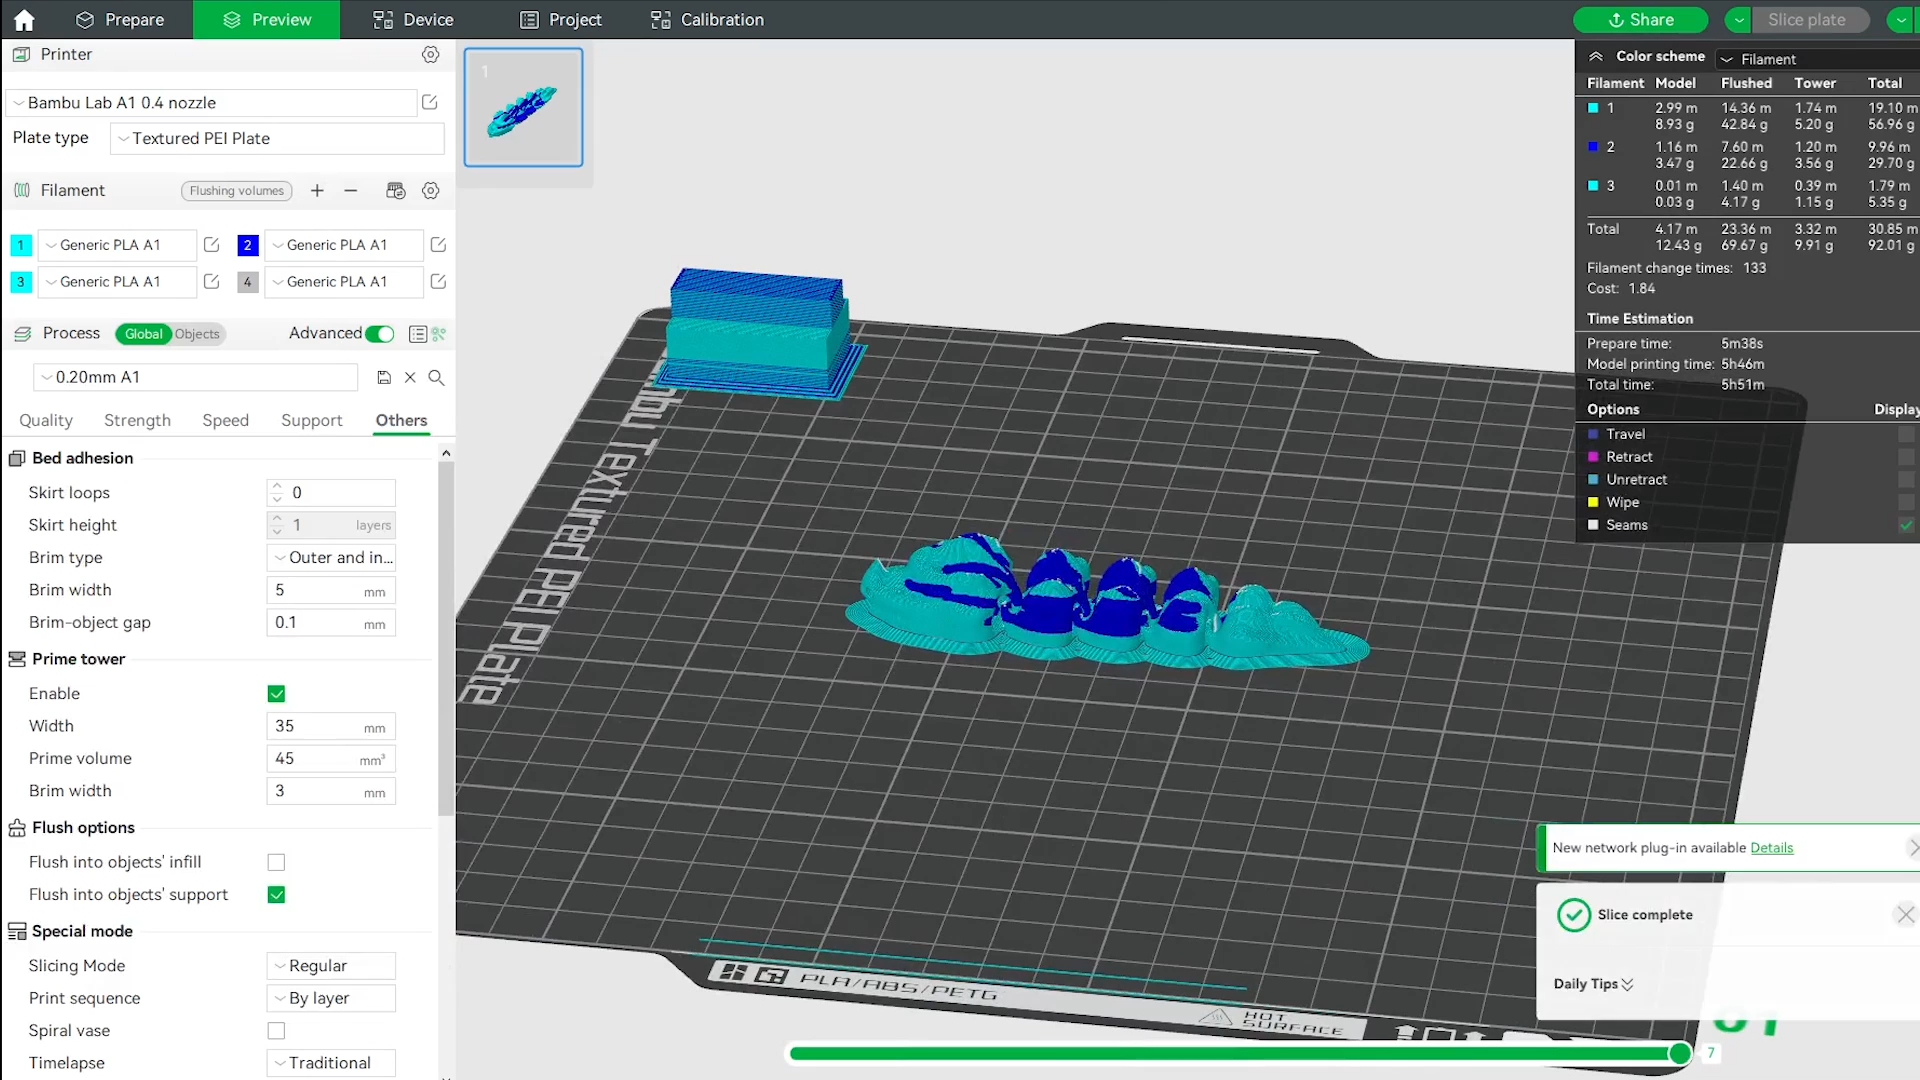 Prepare
Preview
Device
Project
Calibration
Share
Slice plate
Printer
Bambu Lab A1 0.4 nozzle
Plate type
Textured PEI Plate
Filament
Flushing volumes
1
Generic PLA A1
2
Generic PLA A1
3
Generic PLA A1
4
Generic PLA A1
Process
Global
Objects
Advanced
0.20mm A1
Quality
Strength
Speed
Support
Others
Bed adhesion
Skirt loops
0
Skirt height
1
layers
Brim type
Outer and in...
Brim width
5
mm
Brim-object gap
0.1
mm
Prime tower
Enable
Width
35
mm
Prime volume
45
mm³
Brim width
3
mm
Flush options
Flush into objects' infill
Flush into objects' support
Special mode
Slicing Mode
Regular
Print sequence
By layer
Spiral vase
Timelapse
Traditional
1
Textured PEI Plate
PLA/ABS/PETG
HOT
SURFACE
Color scheme
Filament
Filament Model Flushed Tower Total
1 2.99 m 14.36 m 1.74 m 19.10 m
8.93 g 42.84 g 5.20 g 56.96 g
2 1.16 m 7.60 m 1.20 m 9.96 m
3.47 g 22.66 g 3.56 g 29.70 g
3 0.01 m 1.40 m 0.39 m 1.79 m
0.03 g 4.17 g 1.15 g 5.35 g
Total 4.17 m 23.36 m 3.32 m 30.85 m
12.43 g 69.67 g 9.91 g 92.01 g
Filament change times: 133
Cost: 1.84
Time Estimation
Prepare time: 5m38s
Model printing time: 5h46m
Total time: 5h51m
Options Display
Travel
Retract
Unretract
Wipe
Seams
New network plug-in available Details
Slice complete
Daily Tips
7